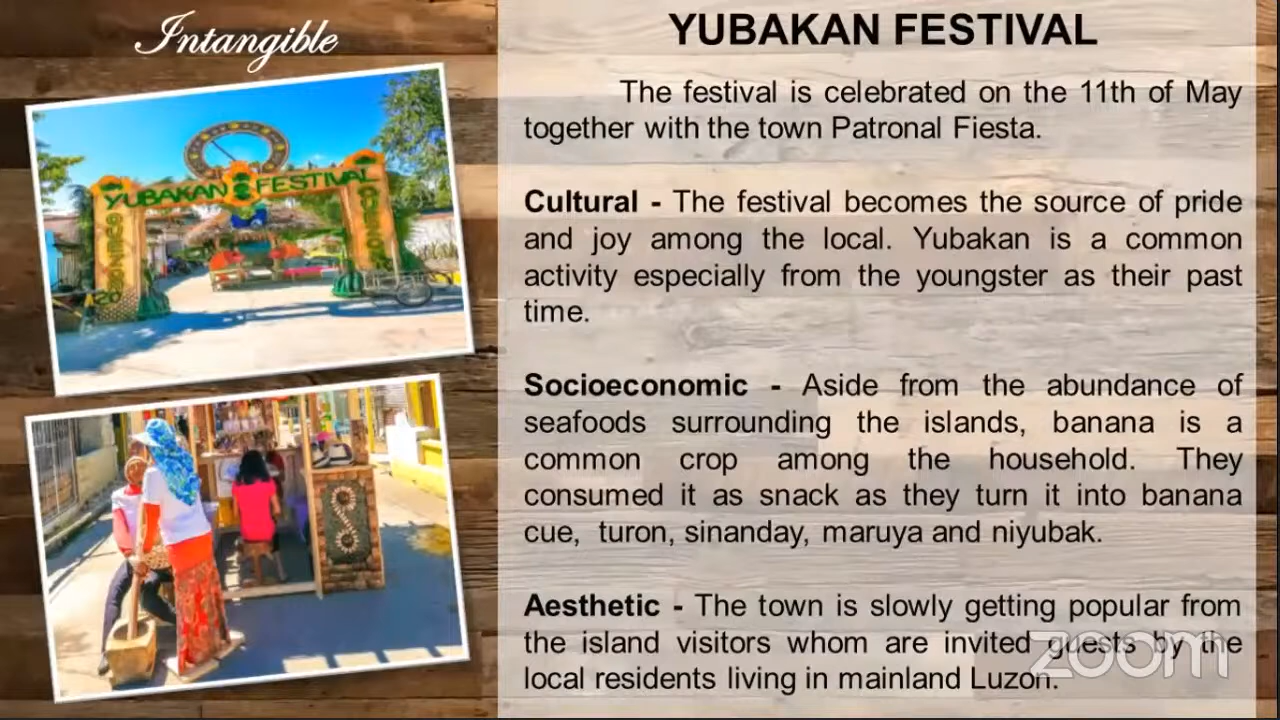 Intangible
YUBAKAN FESTIVAL
YUBAKAN FESTIVAL
The festival is celebrated on the 11th of May
together with the town Patronal Fiesta.
Cultural - The festival becomes the source of pride
and joy among the local. Yubakan is a common
activity especially from the youngster as their past
time.
Socioeconomic - Aside from the abundance of
seafoods surrounding the islands, banana is a
common crop among the household. They
consumed it as snack as they turn it into banana
cue, turon, sinanday, maruya and niyubak.
Aesthetic - The town is slowly getting popular from
the island visitors whom are invited guests by the
local residents living in mainland Luzon.
zoom